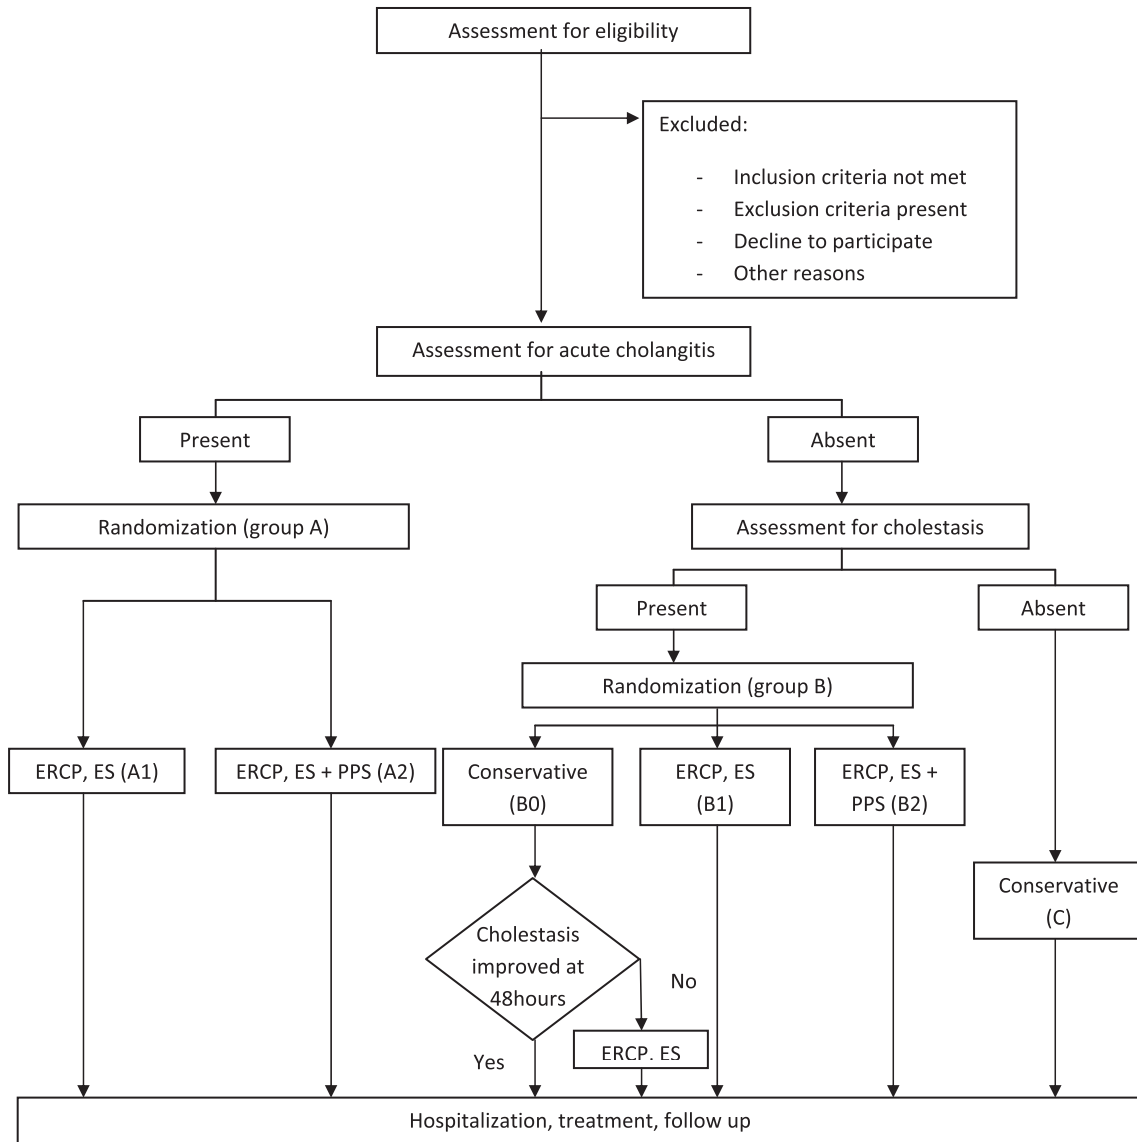 Assessment for eligibility
Excluded:
- Inclusion criteria not met
- Exclusion criteria present
- Decline to participate
- Other reasons
Assessment for acute cholangitis
Present
Absent
Randomization (group A)
Assessment for cholestasis
Present
Absent
Randomization (group B)
ERCP, ES (A1)
ERCP, ES + PPS (A2)
Conservative
(B0)
ERCP, ES
(B1)
ERCP, ES +
PPS (B2)
Conservative
(C)
Cholestasis
improved at
48hours
No
Yes
ERCP, ES
Hospitalization, treatment, follow up